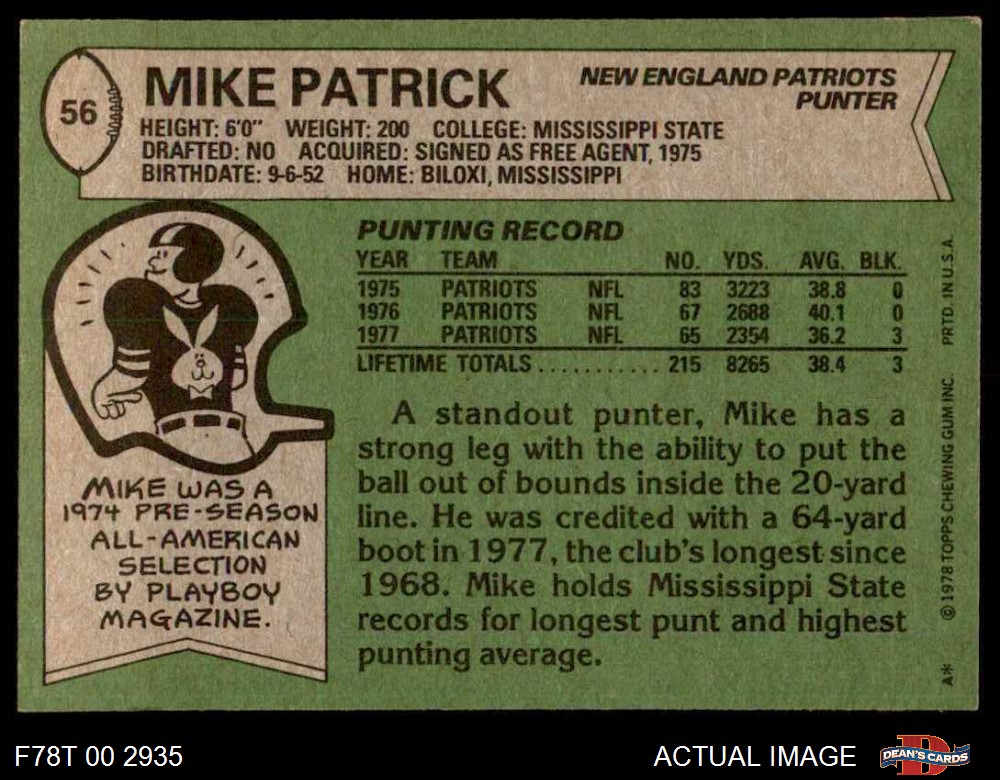 56
MIKE PATRICK
NEW ENGLAND PATRIOTS
PUNTER
HEIGHT: 6'0" WEIGHT: 200 COLLEGE: MISSISSIPPI STATE
DRAFTED: NO ACQUIRED: SIGNED AS FREE AGENT, 1975
BIRTHDATE: 9-6-52 HOME: BILOXI, MISSISSIPPI
PUNTING RECORD
YEAR TEAM NO. YDS. AVG. BLK.
1975 PATRIOTS NFL 83 3223 38.8 0
1976 PATRIOTS NFL 67 2688 40.1 0
1977 PATRIOTS NFL 65 2354 36.2 3
LIFETIME TOTALS........... 215 8265 38.4 3
MIKE WAS A
1974 PRE-SEASON
ALL-AMERICAN
SELECTION
BY PLAYBOY
MAGAZINE.
A standout punter, Mike has a
strong leg with the ability to put the
ball out of bounds inside the 20-yard
line. He was credited with a 64-yard
boot in 1977, the club's longest since
1968. Mike holds Mississippi State
records for longest punt and highest
punting average.
A* © 1978 TOPPS CHEWING GUM INC. PRTD. IN U.S.A.
F78T 00 2935
ACTUAL IMAGE
D
DEAN'S CARDS